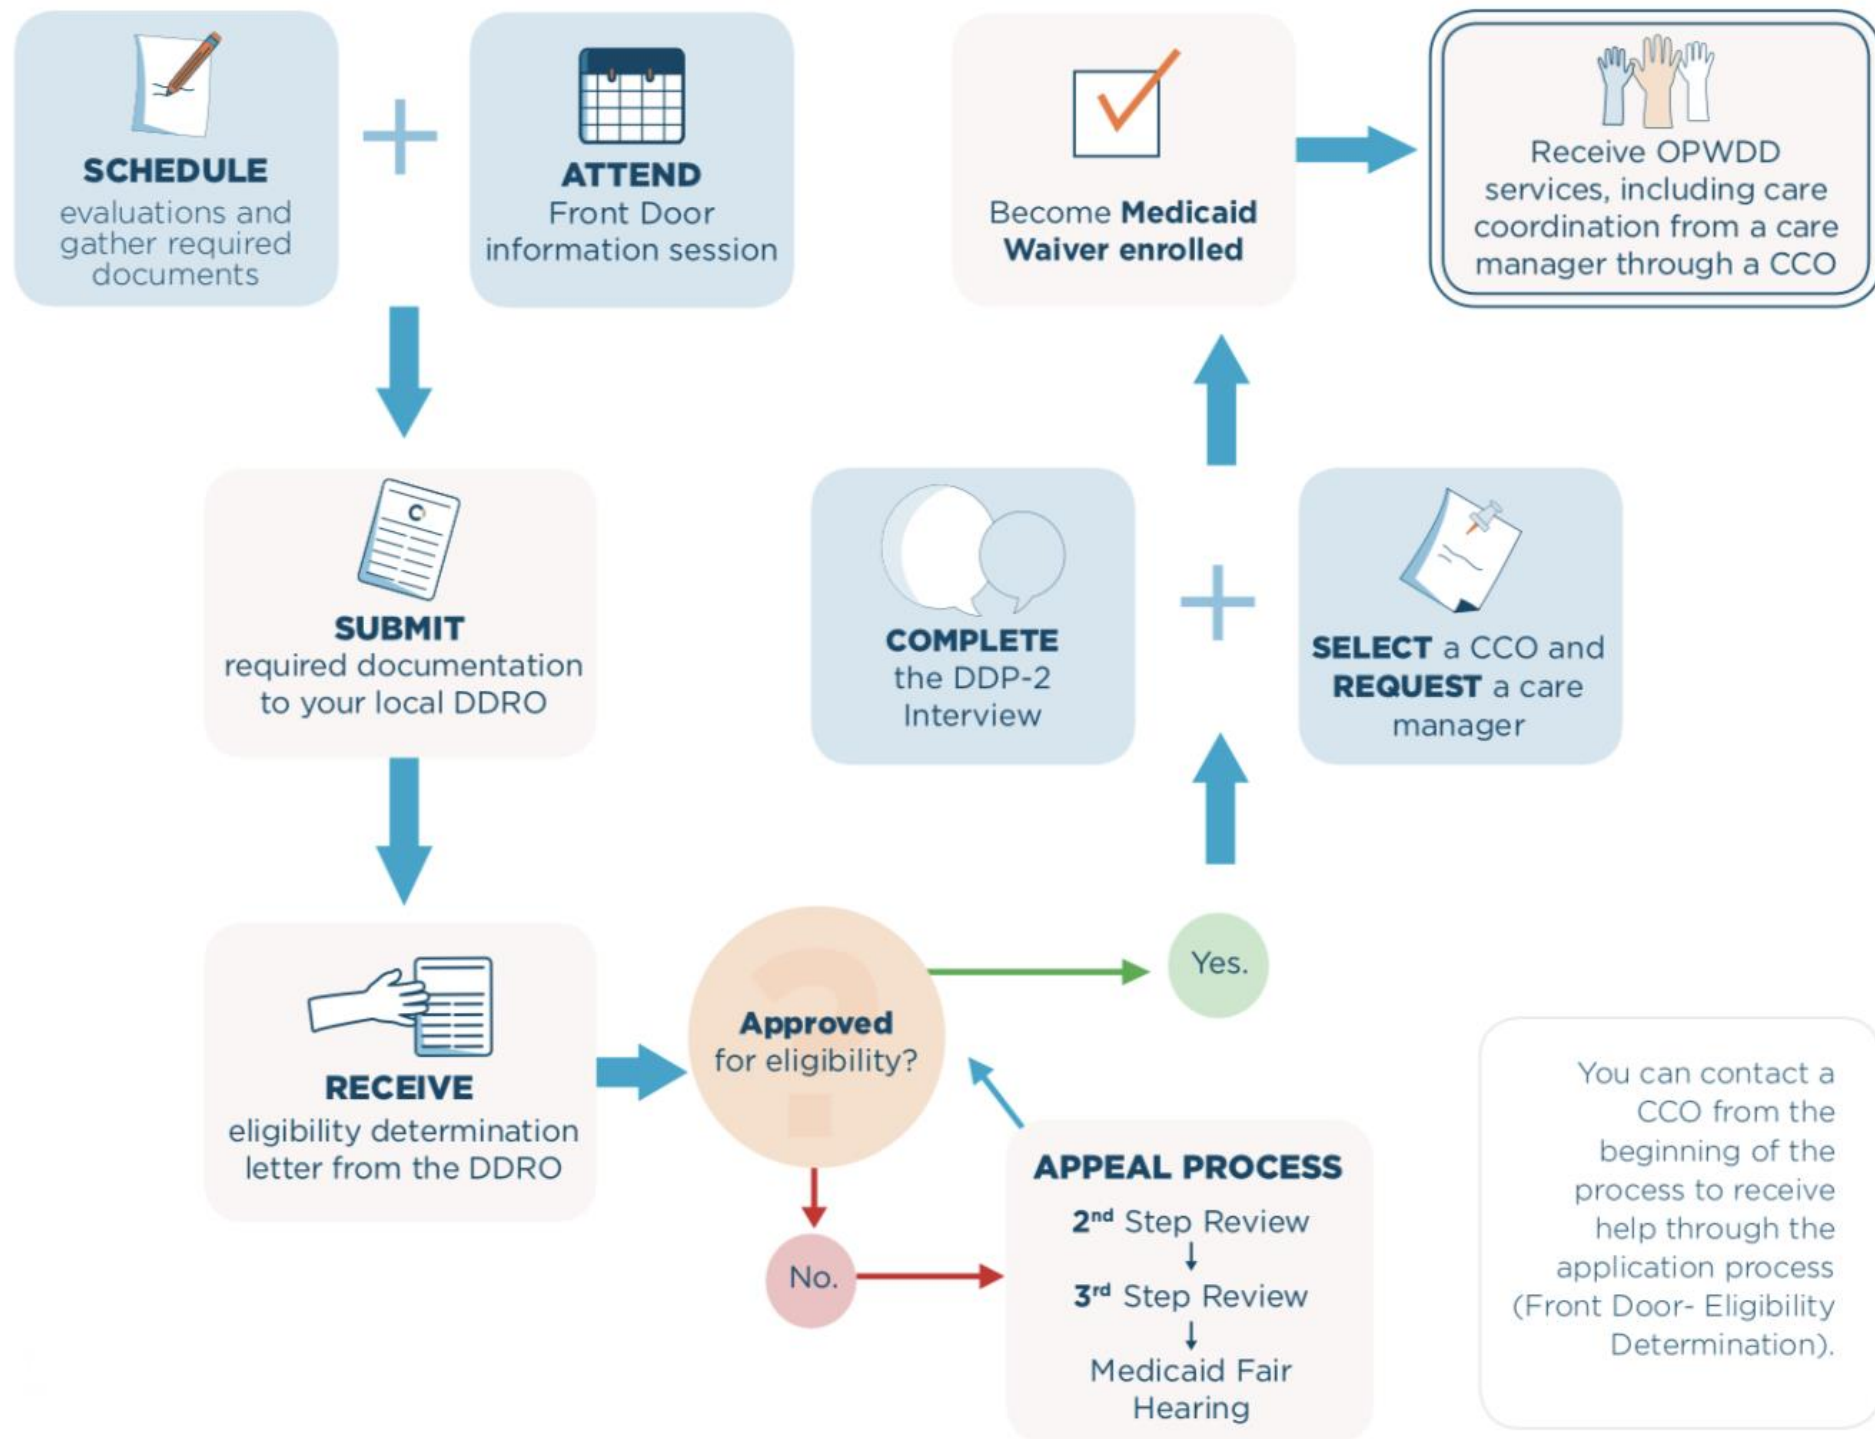 SCHEDULE
evaluations and
gather required
documents
ATTEND
Front Door
information session
SUBMIT
required documentation
to your local DDRO
RECEIVE
eligibility determination
letter from the DDRO
Approved
for eligibility?
Yes.
No.
APPEAL PROCESS
2nd Step Review
3rd Step Review
Medicaid Fair
Hearing
COMPLETE
the DDP-2
Interview
SELECT a CCO and
REQUEST a care
manager
Become Medicaid
Waiver enrolled
Receive OPWDD
services, including care
coordination from a care
manager through a CCO
You can contact a
CCO from the
beginning of the
process to receive
help through the
application process
(Front Door- Eligibility
Determination).